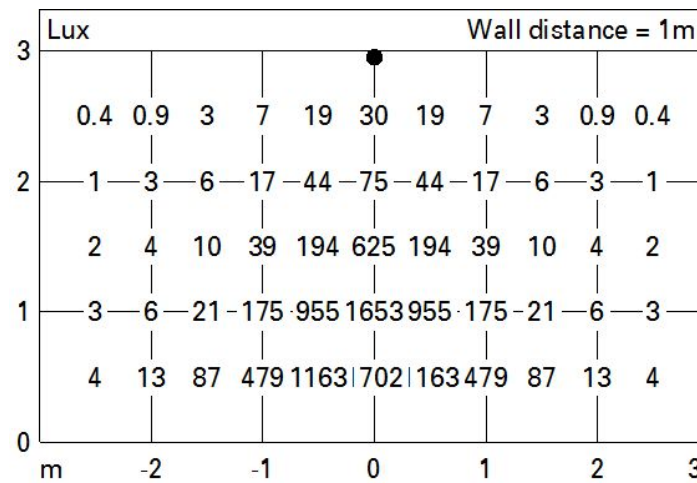 Lux Wall distance = 1m
3
0.4 0.9 3 7 19 30 19 7 3 0.9 0.4
2 1 3 6 17 44 75 44 17 6 3 1
2 4 10 39 194 625 194 39 10 4 2
1 3 6 21 175 955 1653 955 175 21 6 3
4 13 87 479 1163 1702 1163 479 87 13 4
0
m -2 -1 0 1 2 3